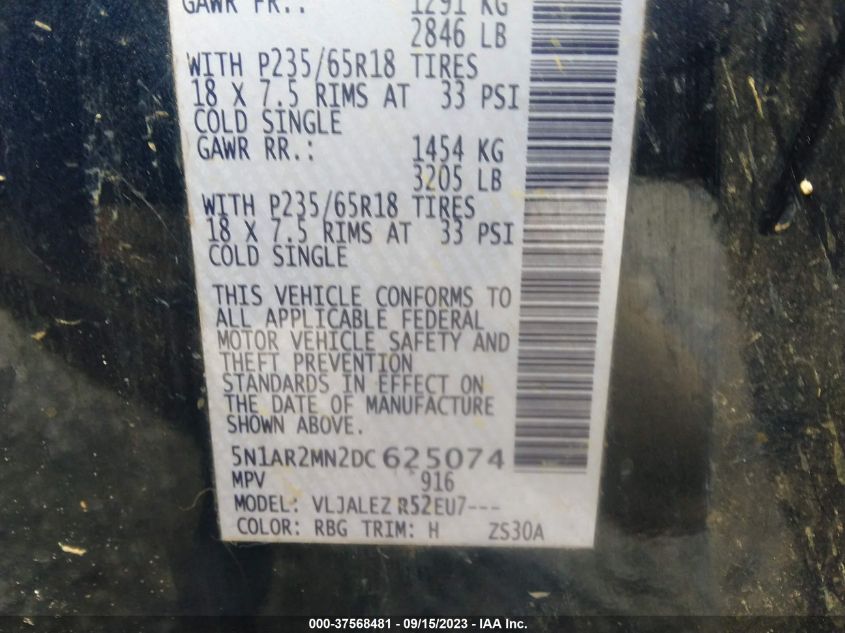 GAWR FR.: 1291 KG
2846 LB
WITH P235/65R18 TIRES
18 X 7.5 RIMS AT 33 PSI
COLD SINGLE
GAWR RR.: 1454 KG
3205 LB
WITH P235/65R18 TIRES
18 X 7.5 RIMS AT 33 PSI
COLD SINGLE
THIS VEHICLE CONFORMS TO
ALL APPLICABLE FEDERAL
MOTOR VEHICLE SAFETY AND
THEFT PREVENTION
STANDARDS IN EFFECT ON
THE DATE OF MANUFACTURE
SHOWN ABOVE.
5N1AR2MN2DC 625074
MPV 916
MODEL: VLJALEZ R52EU7---
COLOR: RBG TRIM: H ZS30A
000-37568481 - 09/15/2023 - IAA Inc.